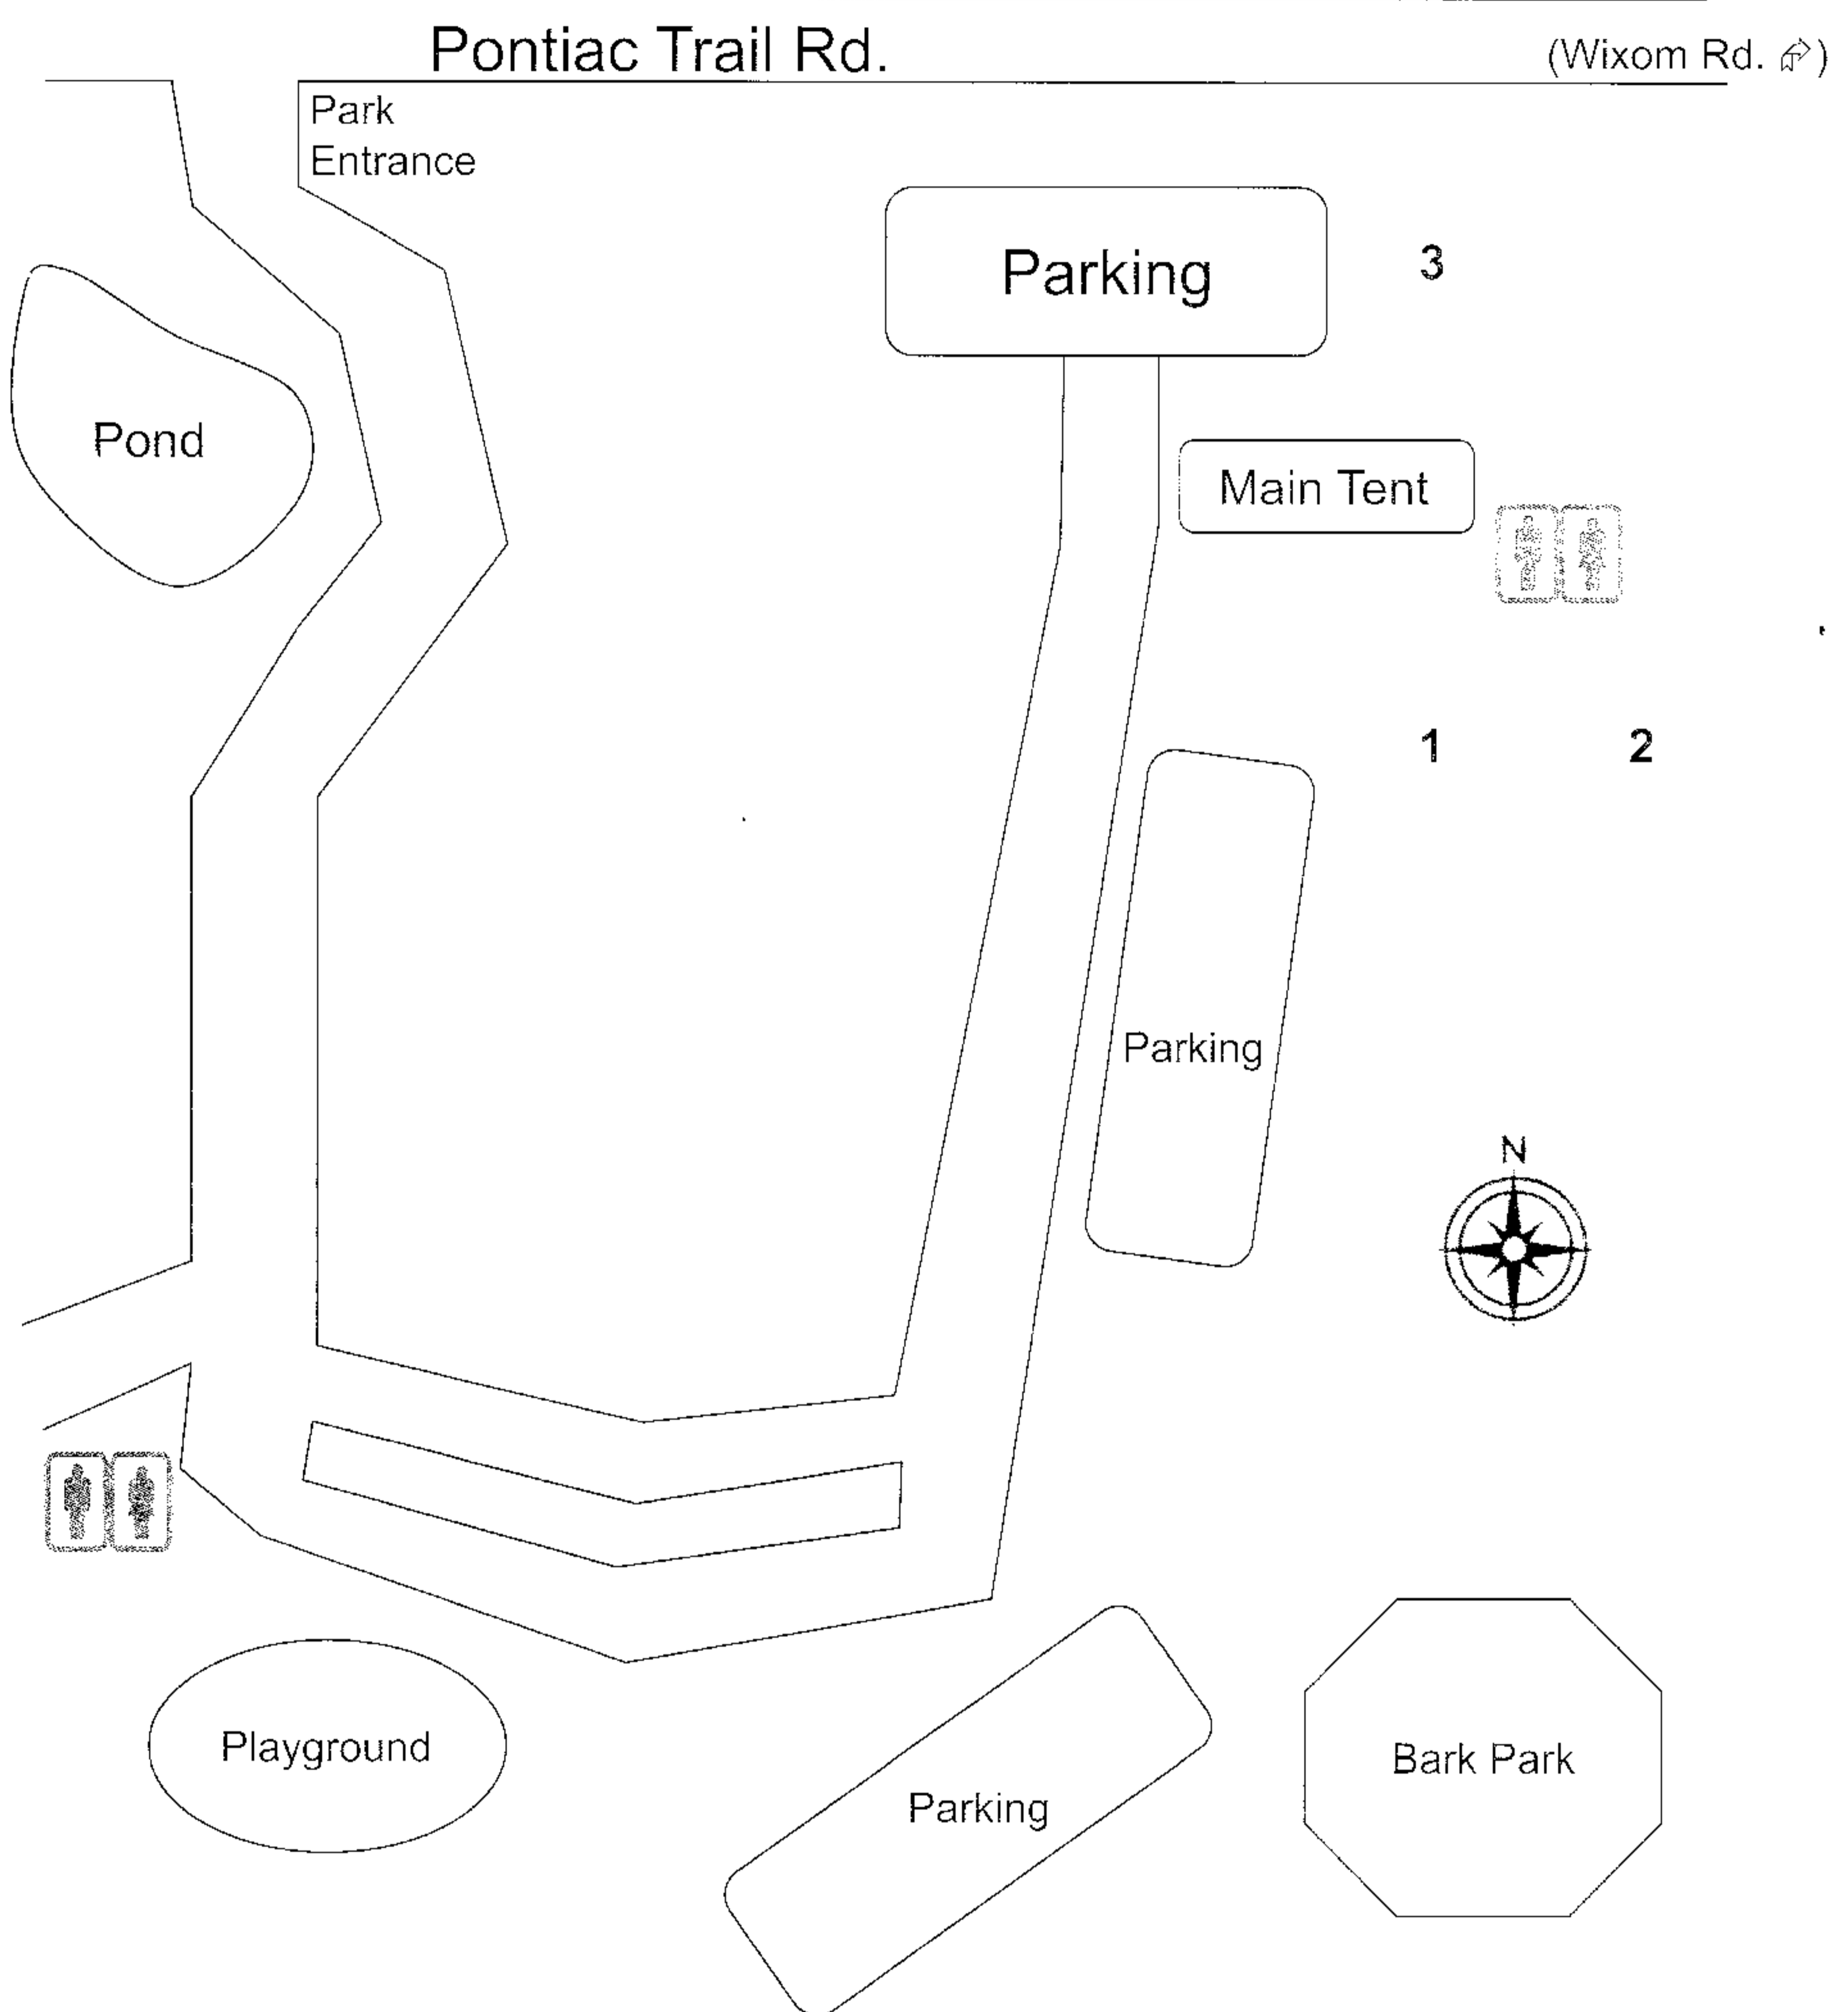 Pontiac Trail Rd.
(Wixom Rd. )
Park
Entrance
Parking
3
Pond
Main Tent
1
2
Parking
N
Playground
Bark Park
Parking